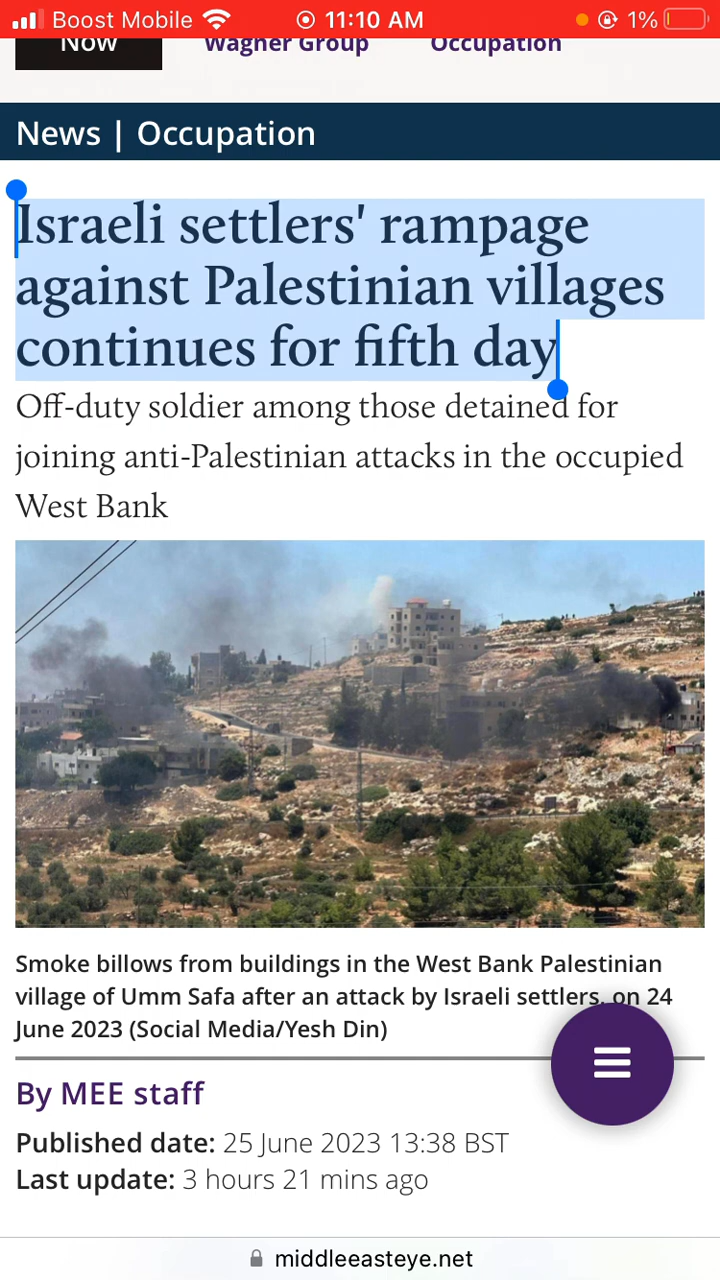 Boost Mobile 11:10 AM 1%
Now Wagner Group Occupation
News | Occupation
Israeli settlers' rampage
against Palestinian villages
continues for fifth day
Off-duty soldier among those detained for
joining anti-Palestinian attacks in the occupied
West Bank
Smoke billows from buildings in the West Bank Palestinian
village of Umm Safa after an attack by Israeli settlers, on 24
June 2023 (Social Media/Yesh Din)
By MEE staff
Published date: 25 June 2023 13:38 BST
Last update: 3 hours 21 mins ago
middleeasteye.net